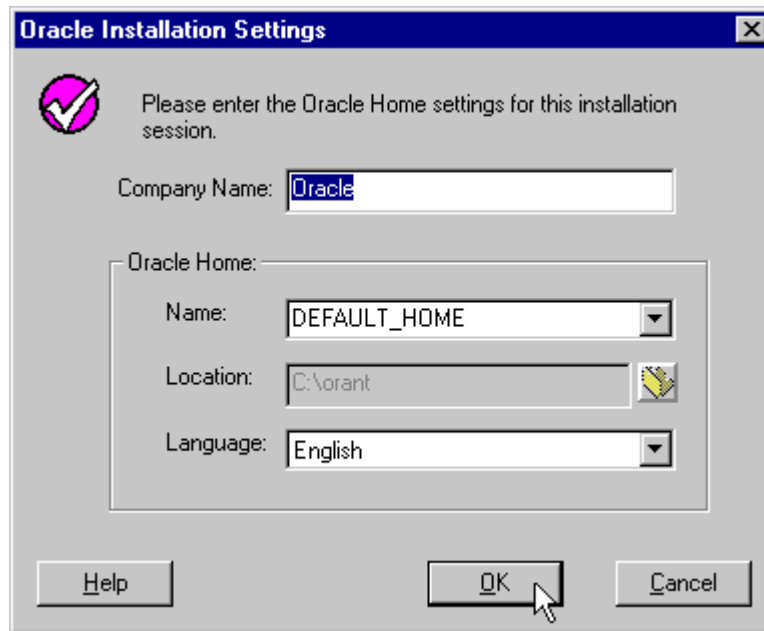 Oracle Installation Settings
Please enter the Oracle Home settings for this installation
session.
Company Name: Oracle
Oracle Home:
Name: DEFAULT_HOME
Location: C:\orant
Language: English
Help OK Cancel